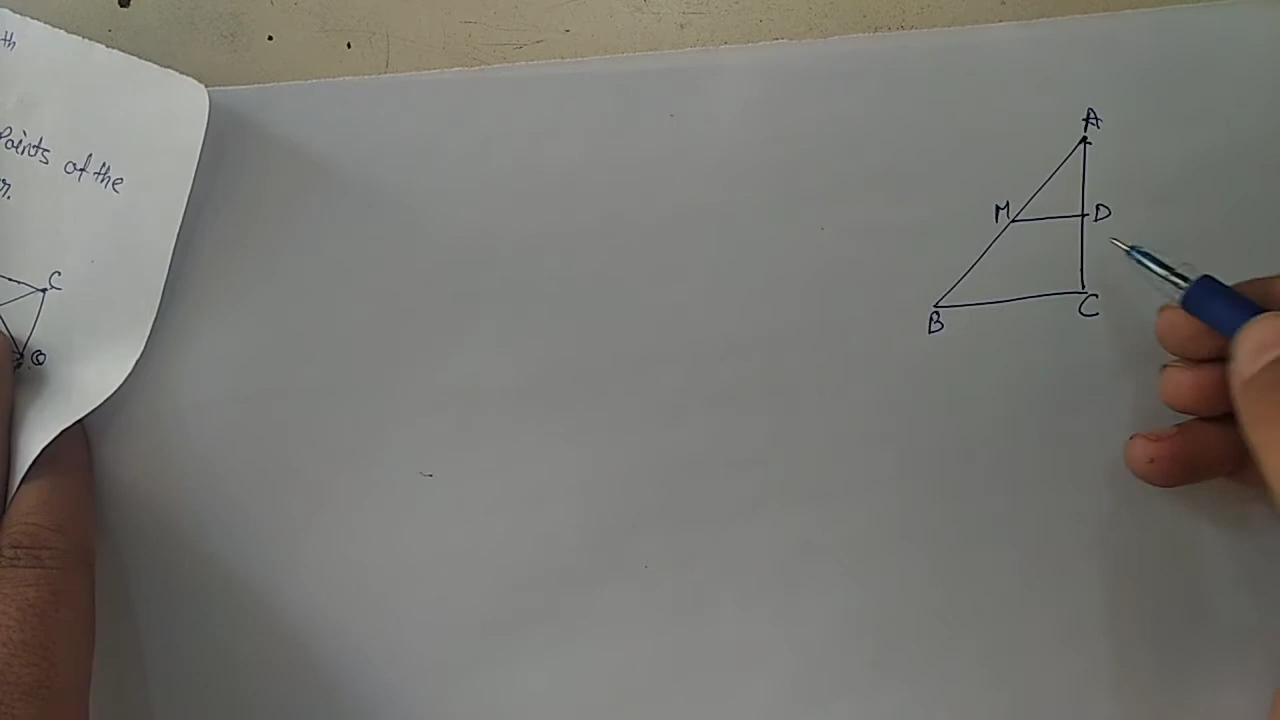 th
Points of the
r.
C
Q
A
M D
B C